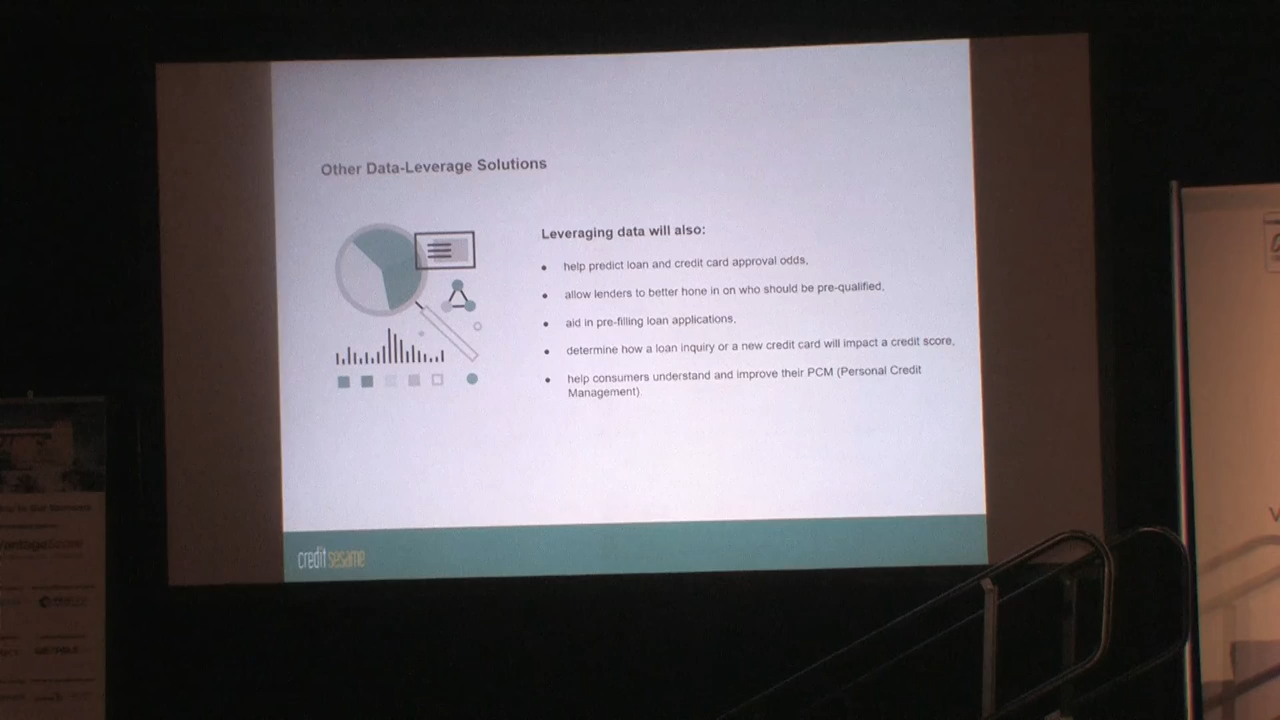 Other Data-Leverage Solutions
Leveraging data will also:
● help predict loan and credit card approval odds,
● allow lenders to better hone in on who should be pre-qualified,
● aid in pre-filling loan applications,
● determine how a loan inquiry or a new credit card will impact a credit score,
● help consumers understand and improve their PCM (Personal Credit
Management)
credit sesame
VantageScore